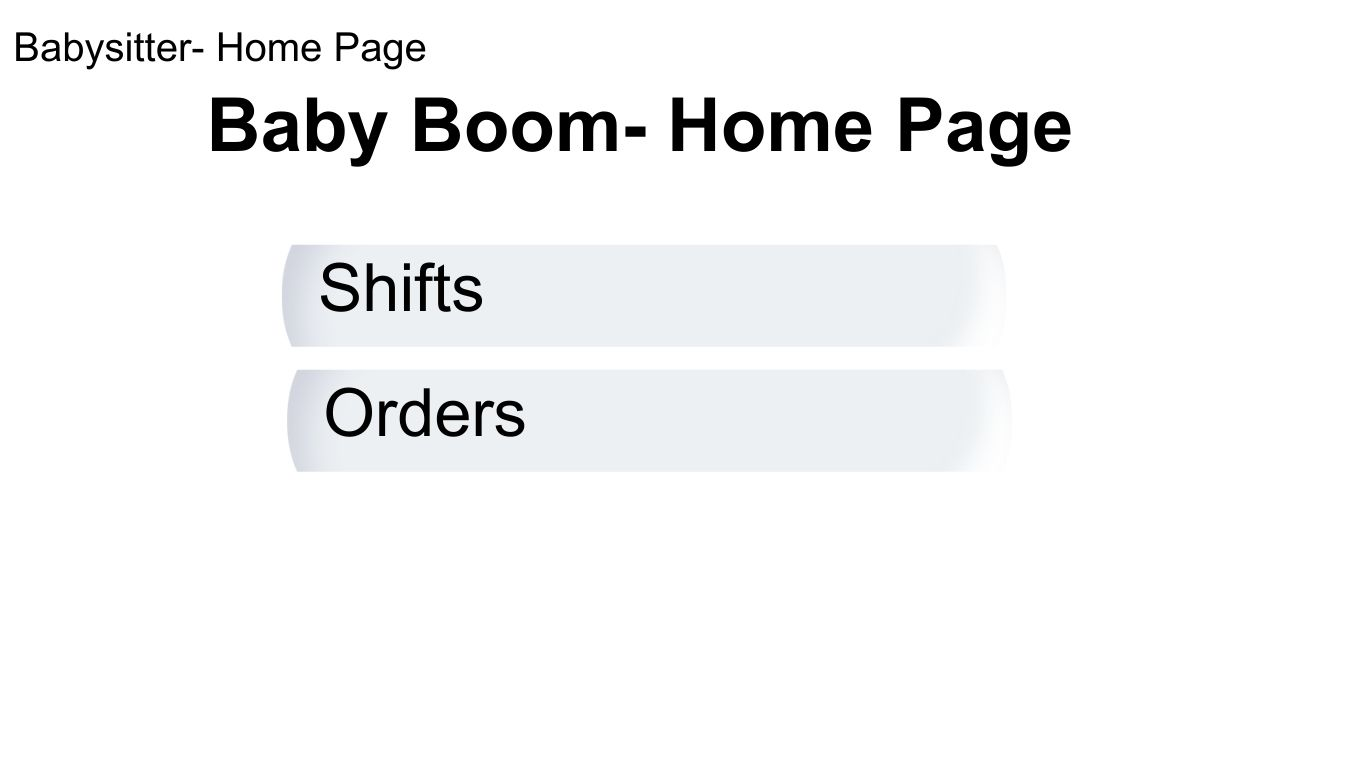 Babysitter- Home Page
Baby Boom- Home Page
Shifts
Orders